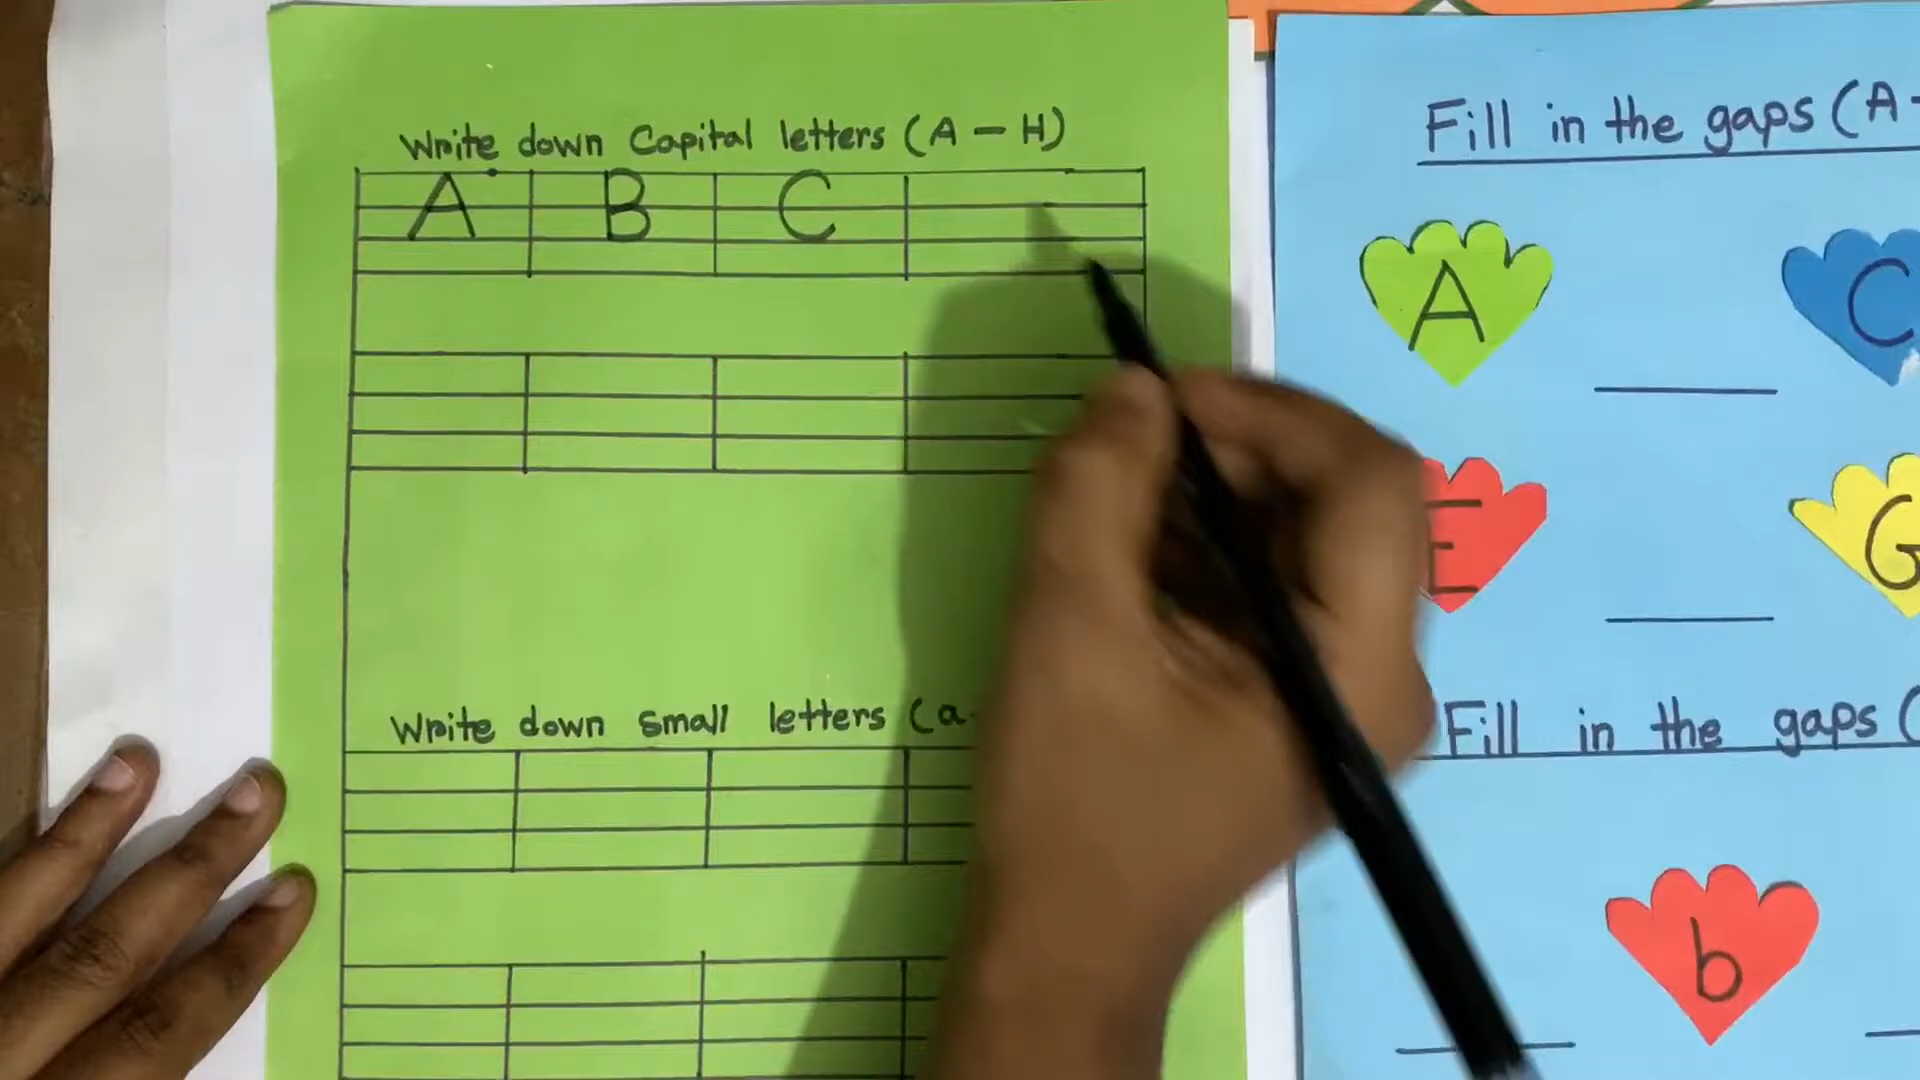 Write down Capital letters (A - H)
A B C
Write down small letters (a
Fill in the gaps (A-
A C
E G
Fill in the gaps (
b